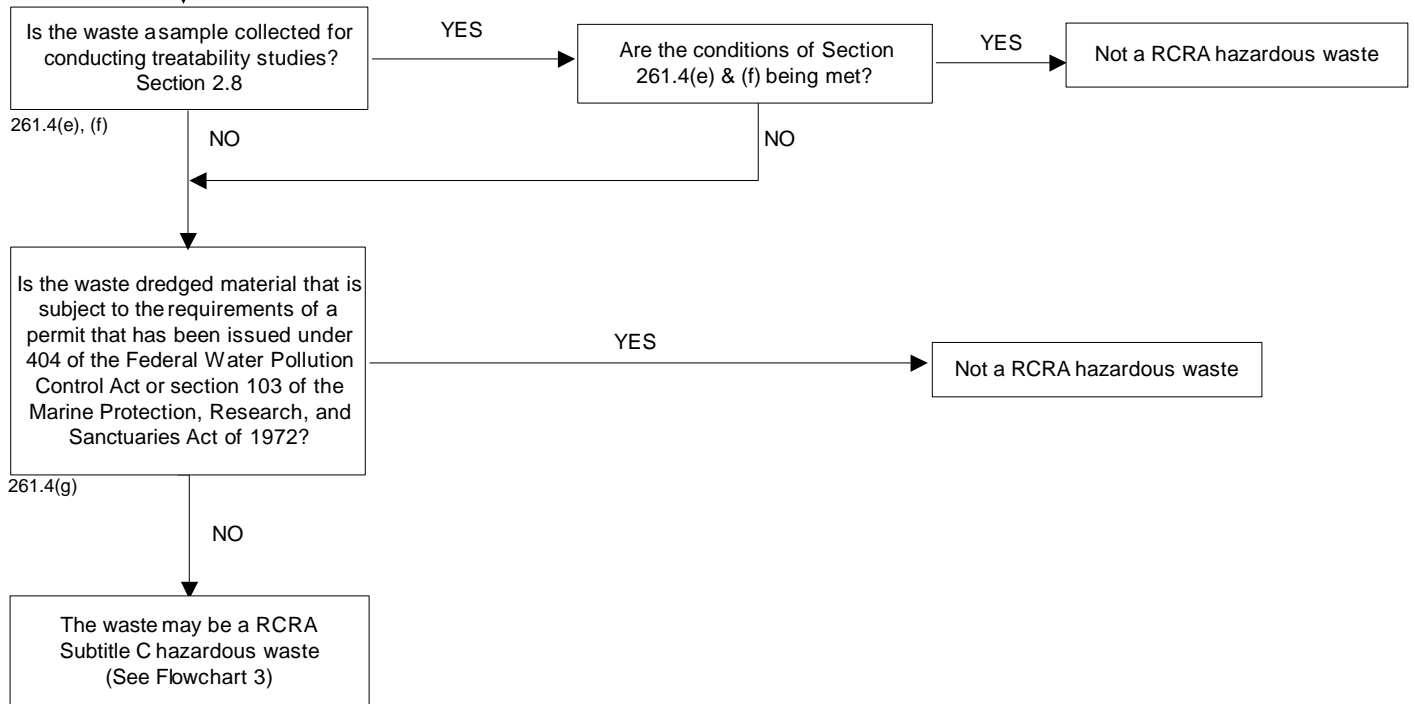 Is the waste a sample collected for
conducting treatability studies?
Section 2.8
YES
Are the conditions of Section
261.4(e) & (f) being met?
YES
Not a RCRA hazardous waste
261.4(e), (f)
NO
NO
Is the waste dredged material that is
subject to the requirements of a
permit that has been issued under
404 of the Federal Water Pollution
Control Act or section 103 of the
Marine Protection, Research, and
Sanctuaries Act of 1972?
YES
Not a RCRA hazardous waste
261.4(g)
NO
The waste may be a RCRA
Subtitle C hazardous waste
(See Flowchart 3)